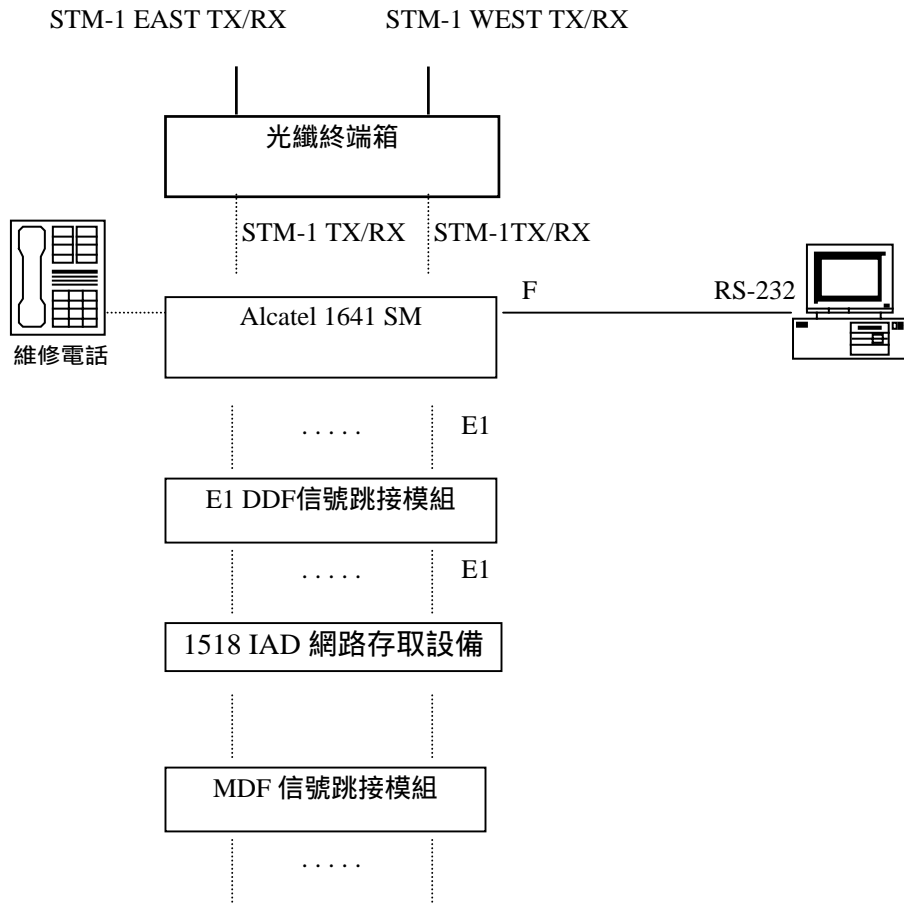 STM-1 EAST TX/RX STM-1 WEST TX/RX
光纖終端箱
STM-1 TX/RX STM-1TX/RX
F RS-232
Alcatel 1641 SM
維修電話
. . . . . E1
E1 DDF信號跳接模組
. . . . . E1
1518 IAD 網路存取設備
MDF 信號跳接模組
. . . . .